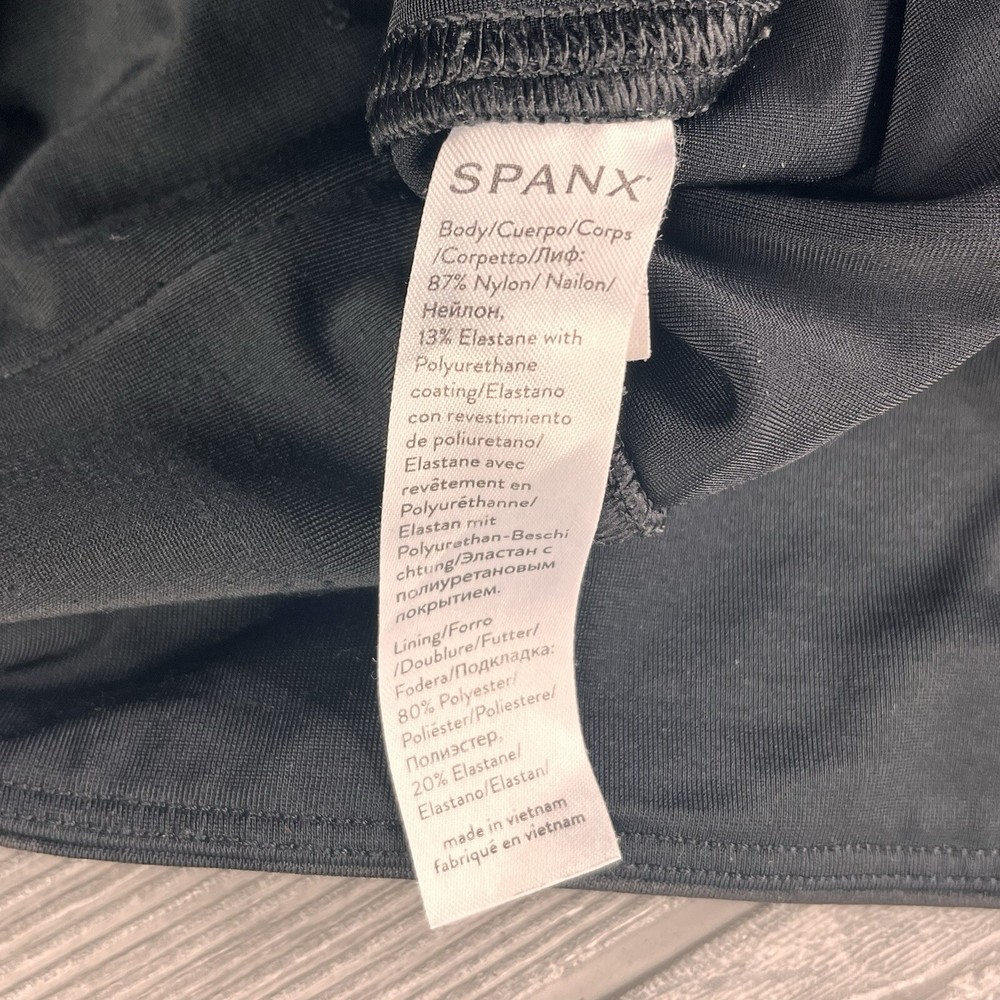 SPANX
Body/Cuerpo/Corps
/Corpetto/Лиф:
87% Nylon/ Nailon/
Нейлон,
13% Elastane with
Polyurethane
coating/Elastano
con revestimiento
de poliuretano/
Elastane avec
revêtement en
Polyuréthanne/
Elastan mit
Polyurethan-Beschi
chtung/Эластан с
полиуретановым
покрытием.
Lining/Forro
/Doublure/Futter/
Fodera/Подкладка:
80% Polyester/
Poliéster/Poliestere/
Полиэстер,
20% Elastane/
Elastano/Elastan/
made in vietnam
fabriqué en vietnam